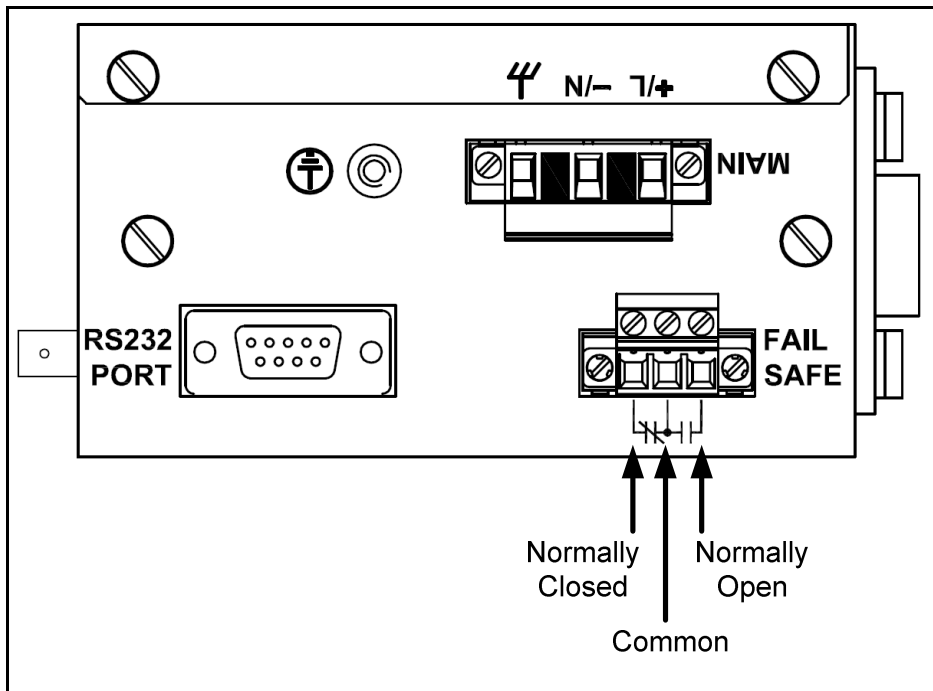 N/- L/+
MAIN
RS232
PORT
FAIL
SAFE
Normally
Closed
Normally
Open
Common